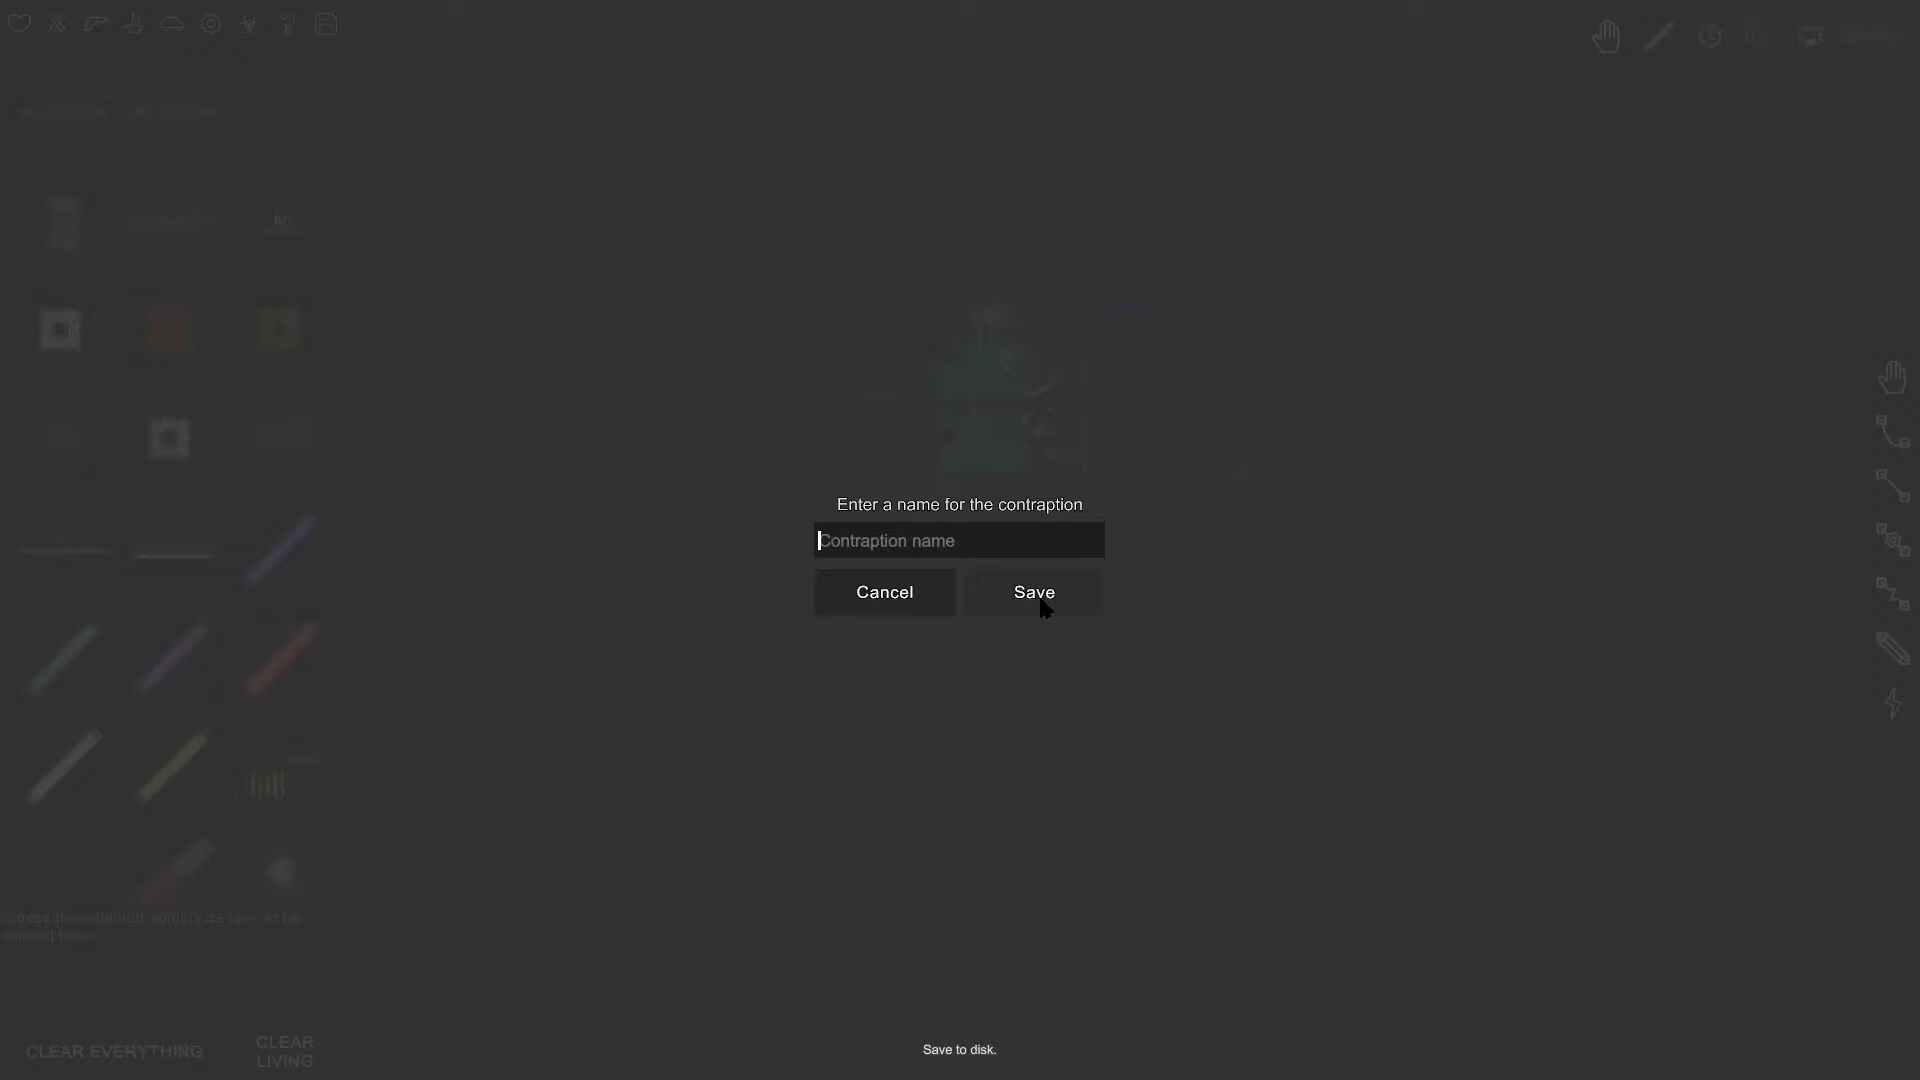 Enter a name for the contraption
Contraption name
Cancel
Save
CLEAR EVERYTHING
CLEAR
LIVING
Save to disk.